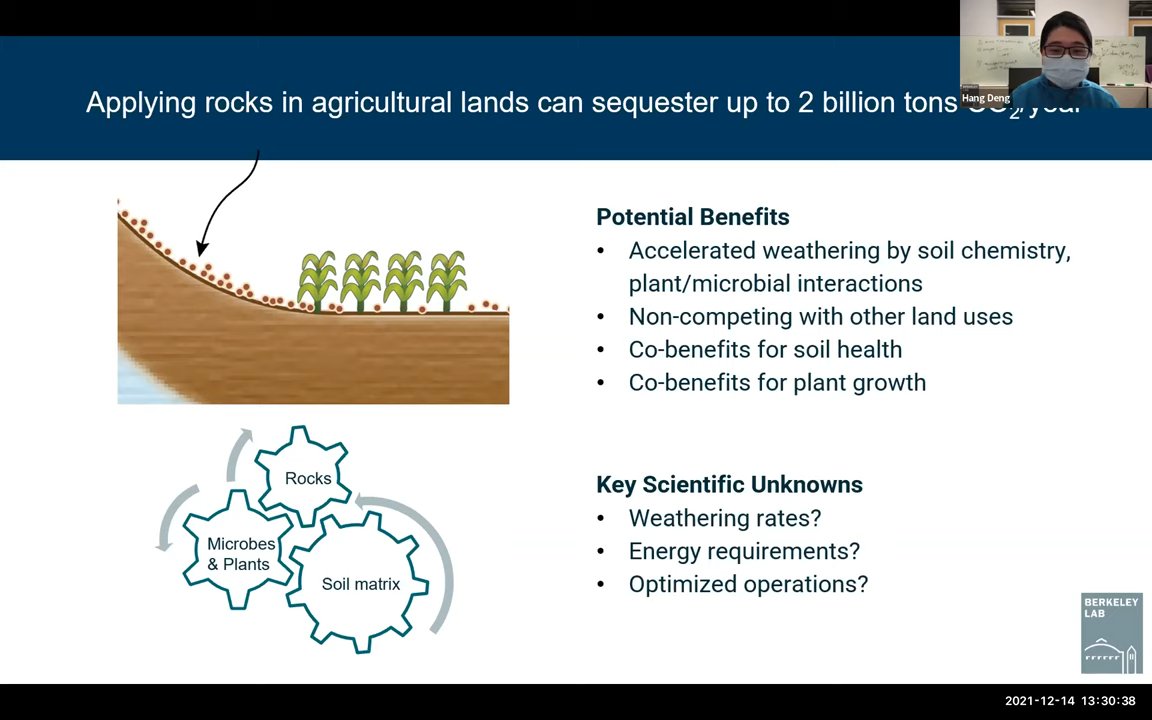 Applying rocks in agricultural lands can sequester up to 2 billion tons CO2/year
Hang Deng
Potential Benefits
• Accelerated weathering by soil chemistry,
plant/microbial interactions
• Non-competing with other land uses
• Co-benefits for soil health
• Co-benefits for plant growth
Rocks
Microbes
& Plants
Soil matrix
Key Scientific Unknowns
• Weathering rates?
• Energy requirements?
• Optimized operations?
BERKELEY
LAB
2021-12-14 13:30:38